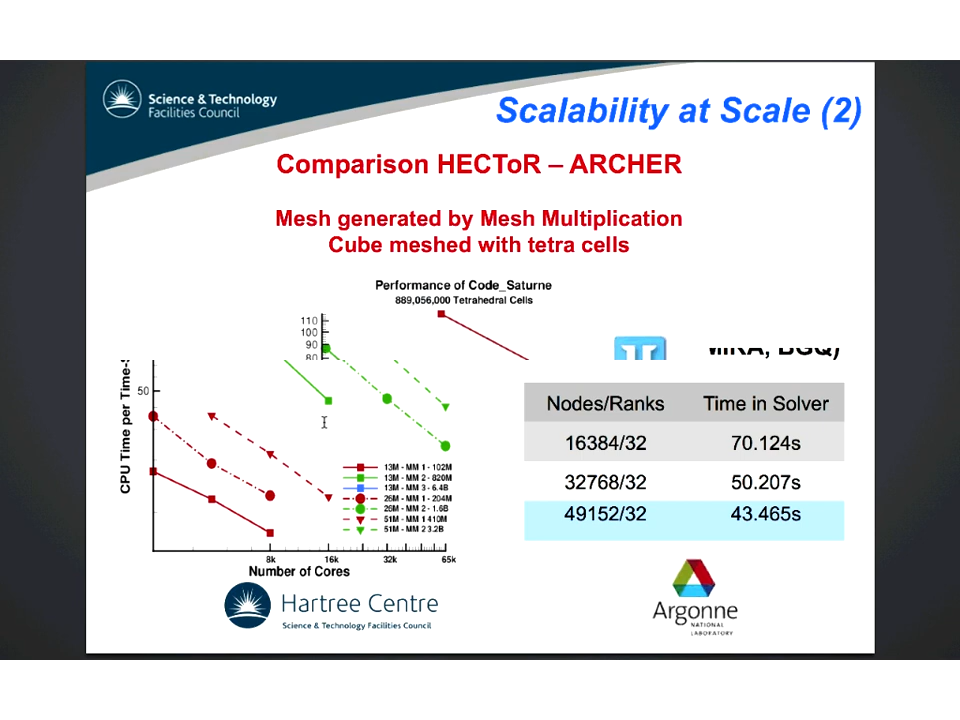 Science & Technology
Facilities Council
Scalability at Scale (2)
Comparison HECToR – ARCHER
Mesh generated by Mesh Multiplication
Cube meshed with tetra cells
Performance of Code_Saturne
889,056,000 Tetrahedral Cells
110
100
90
80
BGQ)
CPU Time per Time-
50
13M - MM 1 - 102M
13M - MM 2 - 820M
13M - MM 3 - 6.4B
26M - MM 1 - 204M
26M - MM 2 - 1.6B
51M - MM 1 410M
51M - MM 2 3.2B
8k 16k 32k 65k
Number of Cores
Nodes/Ranks Time in Solver
16384/32 70.124s
32768/32 50.207s
49152/32 43.465s
Hartree Centre
Science & Technology Facilities Council
Argonne
NATIONAL
LABORATORY